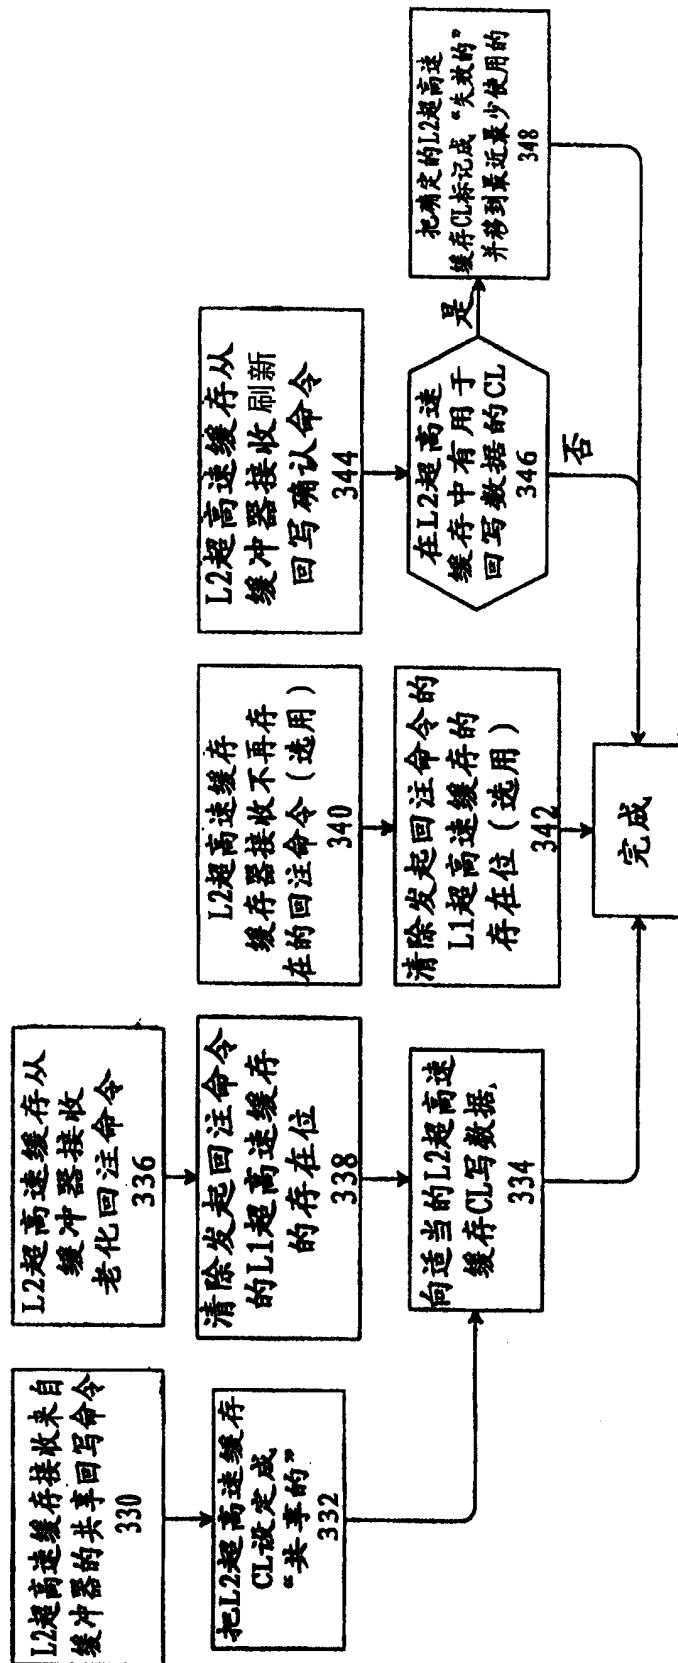 L2超高速缓存接收来自
缓冲器的共享回写命令
330
把L2超高速缓存
CL设定成
“共享的”
332
L2超高速缓存从
缓冲器接收
老化回注命令
336
清除发起回注命令
的L1超高速缓存
的存在位
338
向适当的L2超高速
缓存CL写数据
334
L2超高速缓存
缓存器接收不再存
在的回注命令（选用）
340
清除发起回注命令的
L1超高速缓存的
存在位（选用）
342
L2超高速缓存从
缓冲器接收刷新
回写确认命令
344
在L2超高速
缓存中有用于
回写数据的CL
346
是
否
把确定的L2超高速
缓存CL标记成“失效的”
并移到最近最少使用的
348
完成